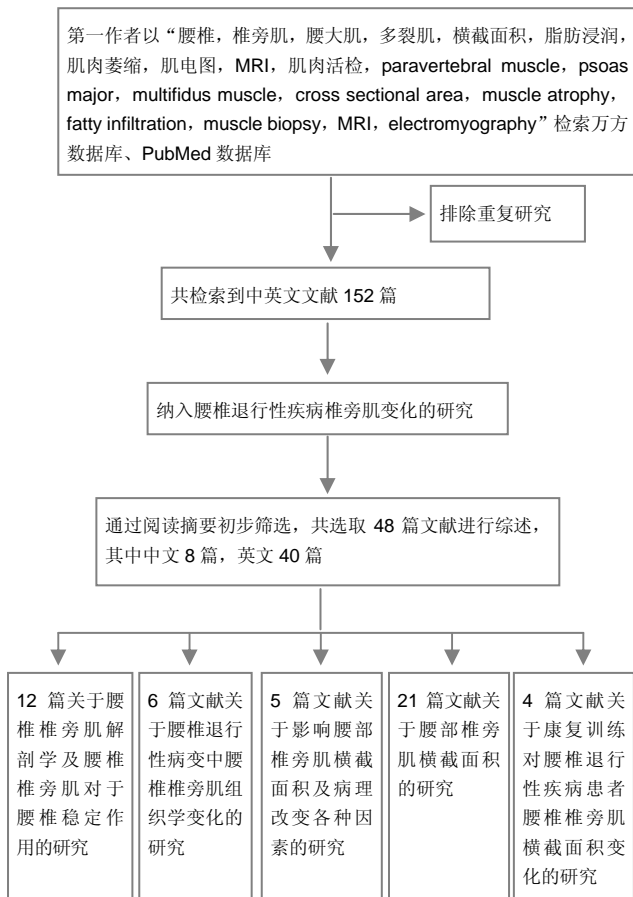 第一作者以“腰椎，椎旁肌，腰大肌，多裂肌，横截面积，脂肪浸润，
肌肉萎缩，肌电图，MRI，肌肉活检，paravertebral muscle，psoas
major，multifidus muscle，cross sectional area，muscle atrophy，
fatty infiltration，muscle biopsy，MRI，electromyography”检索万方
数据库、PubMed 数据库
排除重复研究
共检索到中英文文献 152 篇
纳入腰椎退行性疾病椎旁肌变化的研究
通过阅读摘要初步筛选，共选取 48 篇文献进行综述，
其中中文 8 篇，英文 40 篇
12 篇关于腰
椎椎旁肌解
剖学及腰椎
椎旁肌对于
腰椎稳定作
用的研究
6 篇文献关
于腰椎退行
性病变中腰
椎椎旁肌组
织学变化的
研究
5 篇文献关
于影响腰部
椎旁肌横截
面积及病理
改变各种因
素的研究
21 篇文献关
于腰部椎旁
肌横截面积
的研究
4 篇文献关
于康复训练
对腰椎退行
性疾病患者
腰椎椎旁肌
横截面积变
化的研究